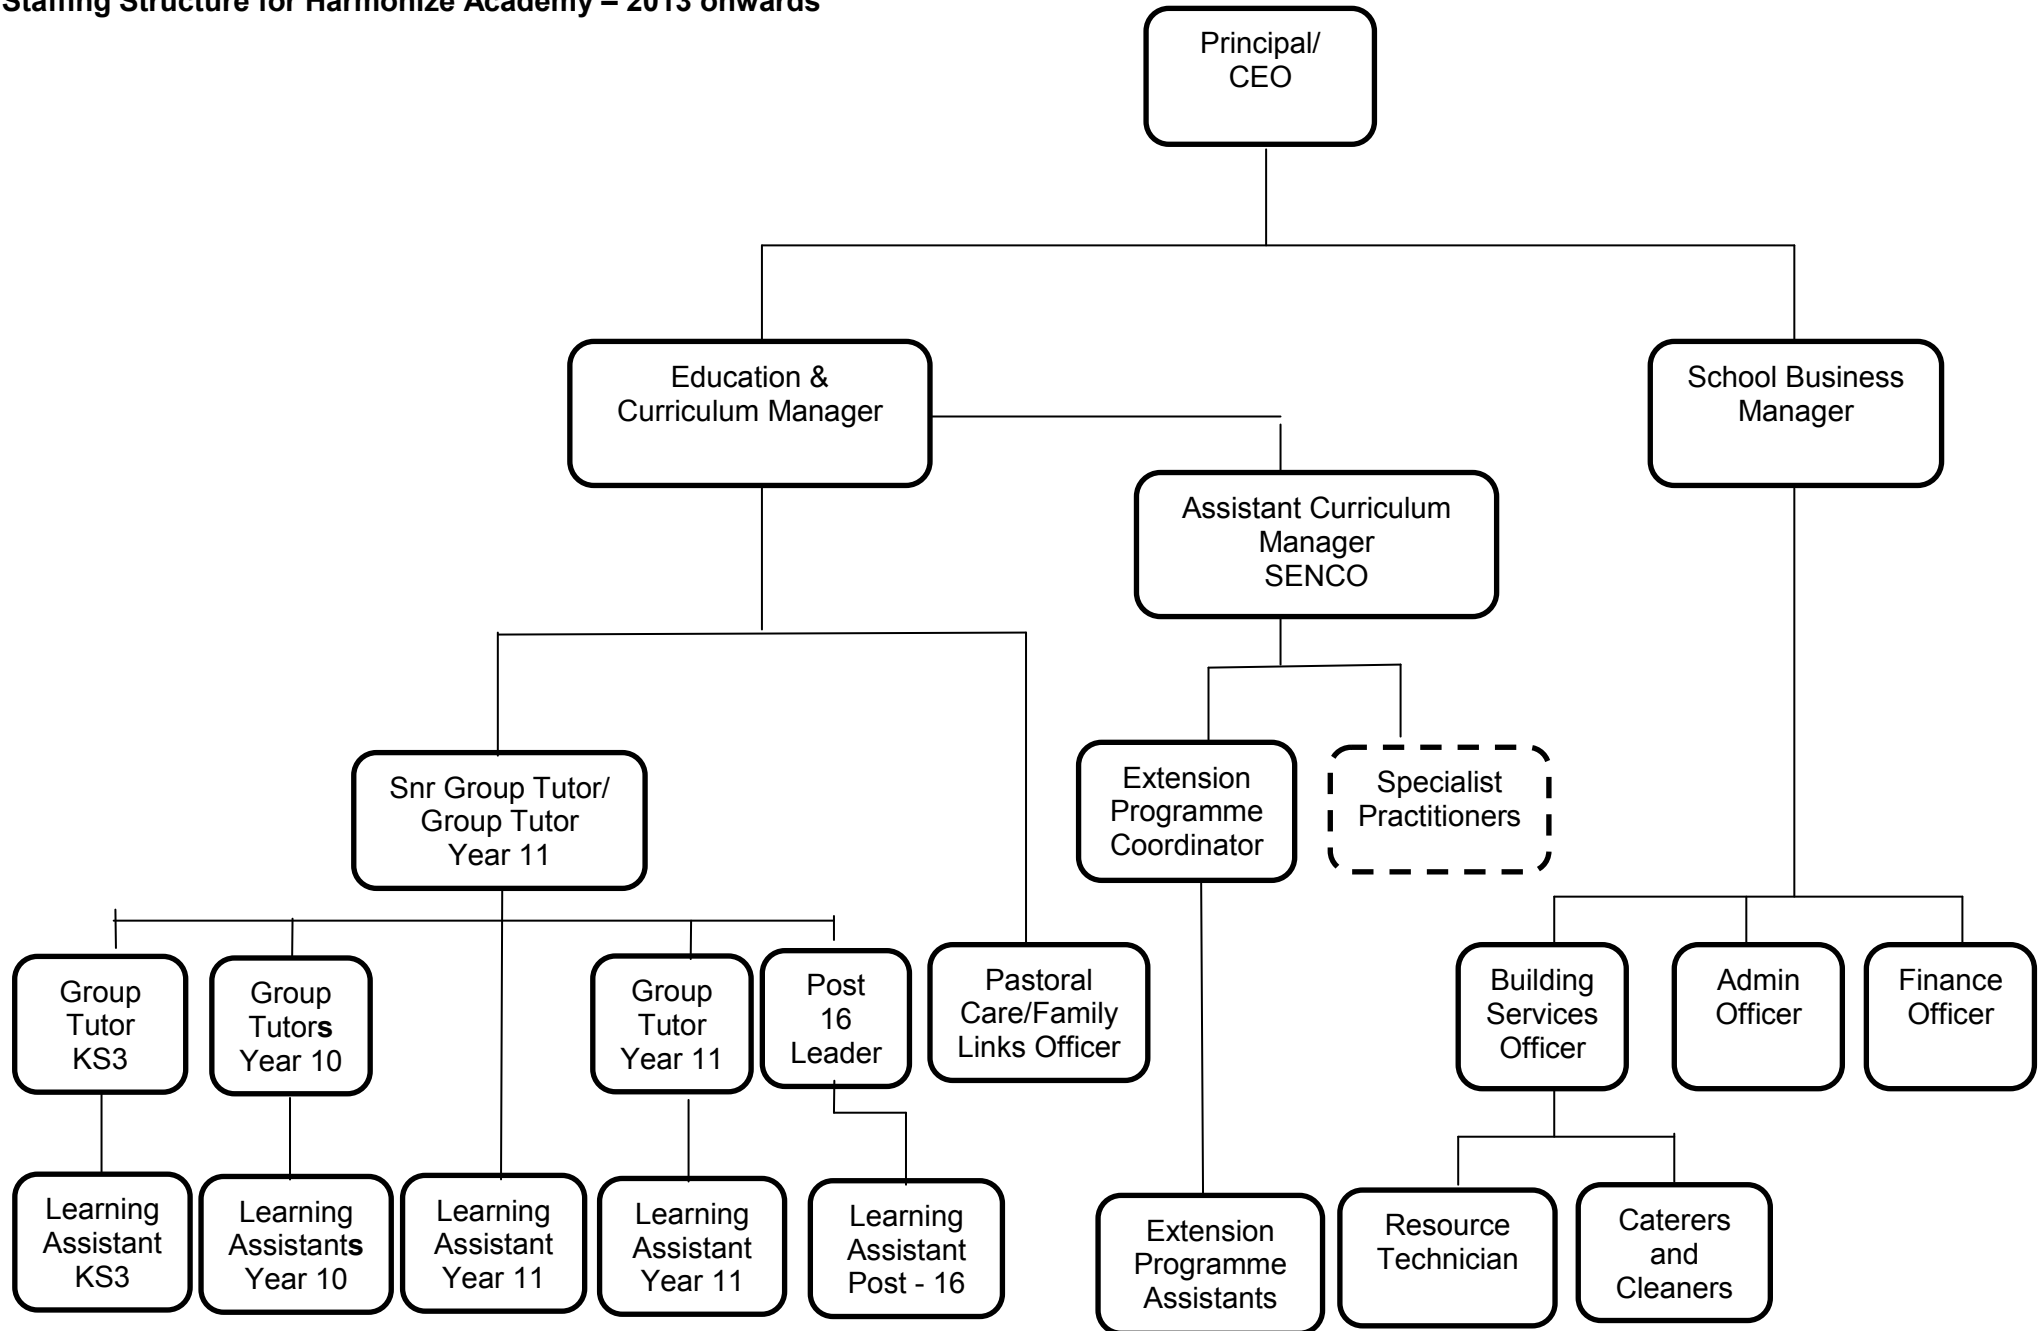 Staffing Structure for Harmonize Academy – 2013 onwards
Principal/
CEO
Education &
Curriculum Manager
School Business
Manager
Assistant Curriculum
Manager
SENCO
Snr Group Tutor/
Group Tutor
Year 11
Extension
Programme
Coordinator
Specialist
Practitioners
Group
Tutor
KS3
Group
Tutors
Year 10
Group
Tutor
Year 11
Post
16
Leader
Pastoral
Care/Family
Links Officer
Building
Services
Officer
Admin
Officer
Finance
Officer
Learning
Assistant
KS3
Learning
Assistants
Year 10
Learning
Assistant
Year 11
Learning
Assistant
Year 11
Learning
Assistant
Post - 16
Extension
Programme
Assistants
Resource
Technician
Caterers
and
Cleaners